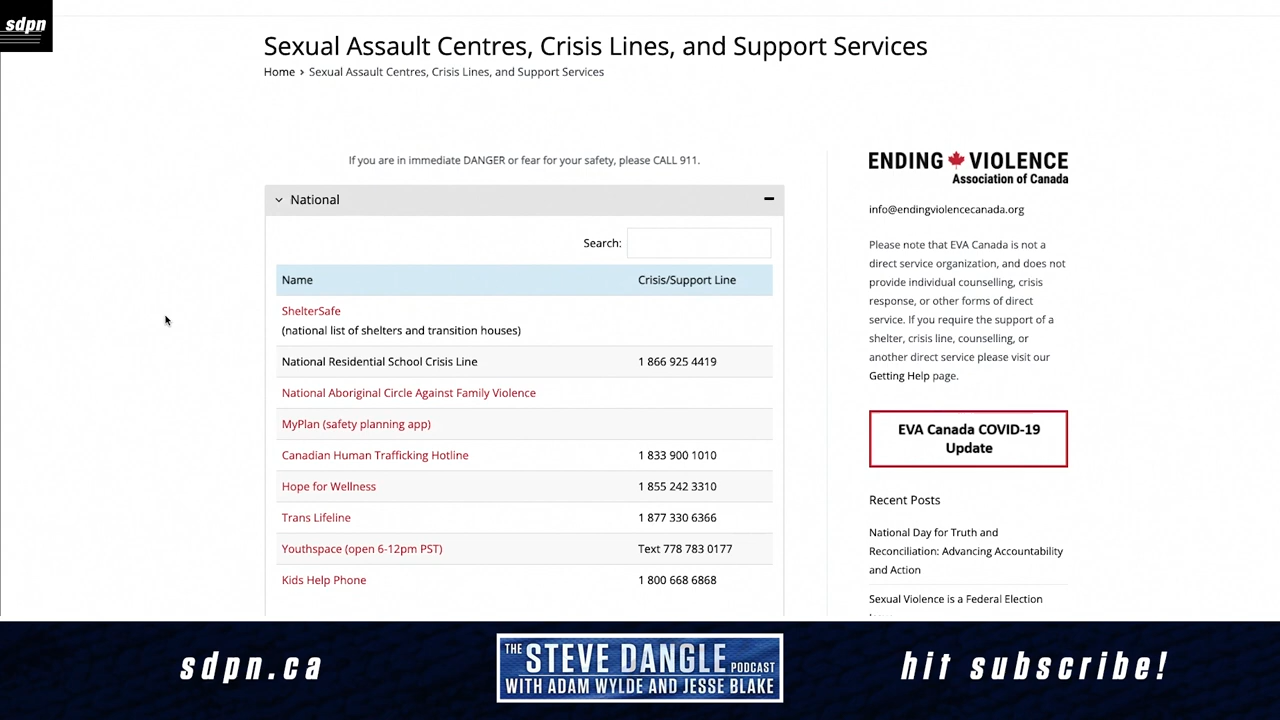 sdpn
Sexual Assault Centres, Crisis Lines, and Support Services
Home › Sexual Assault Centres, Crisis Lines, and Support Services
If you are in immediate DANGER or fear for your safety, please CALL 911.
National
Search:
Name Crisis/Support Line
ShelterSafe
(national list of shelters and transition houses)
National Residential School Crisis Line 1 866 925 4419
National Aboriginal Circle Against Family Violence
MyPlan (safety planning app)
Canadian Human Trafficking Hotline 1 833 900 1010
Hope for Wellness 1 855 242 3310
Trans Lifeline 1 877 330 6366
Youthspace (open 6-12pm PST) Text 778 783 0177
Kids Help Phone 1 800 668 6868
ENDING VIOLENCE
Association of Canada
info@endingviolencecanada.org
Please note that EVA Canada is not a
direct service organization, and does not
provide individual counselling, crisis
response, or other forms of direct
service. If you require the support of a
shelter, crisis line, counselling, or
another direct service please visit our
Getting Help page.
EVA Canada COVID-19
Update
Recent Posts
National Day for Truth and
Reconciliation: Advancing Accountability
and Action
Sexual Violence is a Federal Election
sdpn.ca
THE STEVE DANGLE PODCAST
WITH ADAM WYLDE AND JESSE BLAKE
hit subscribe!